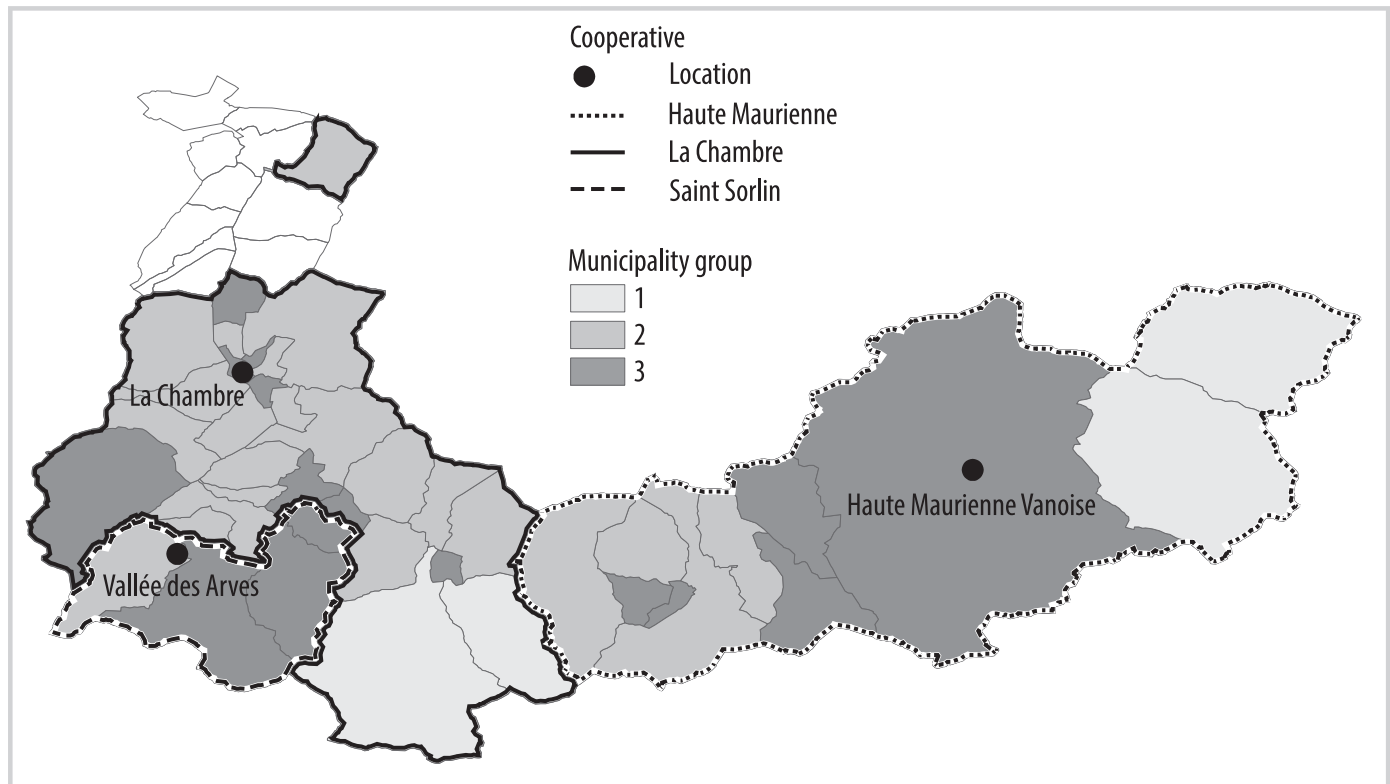 Cooperative
Location
Haute Maurienne
La Chambre
Saint Sorlin
Municipality group
1
2
3
La Chambre
Haute Maurienne Vanoise
Vallée des Arves